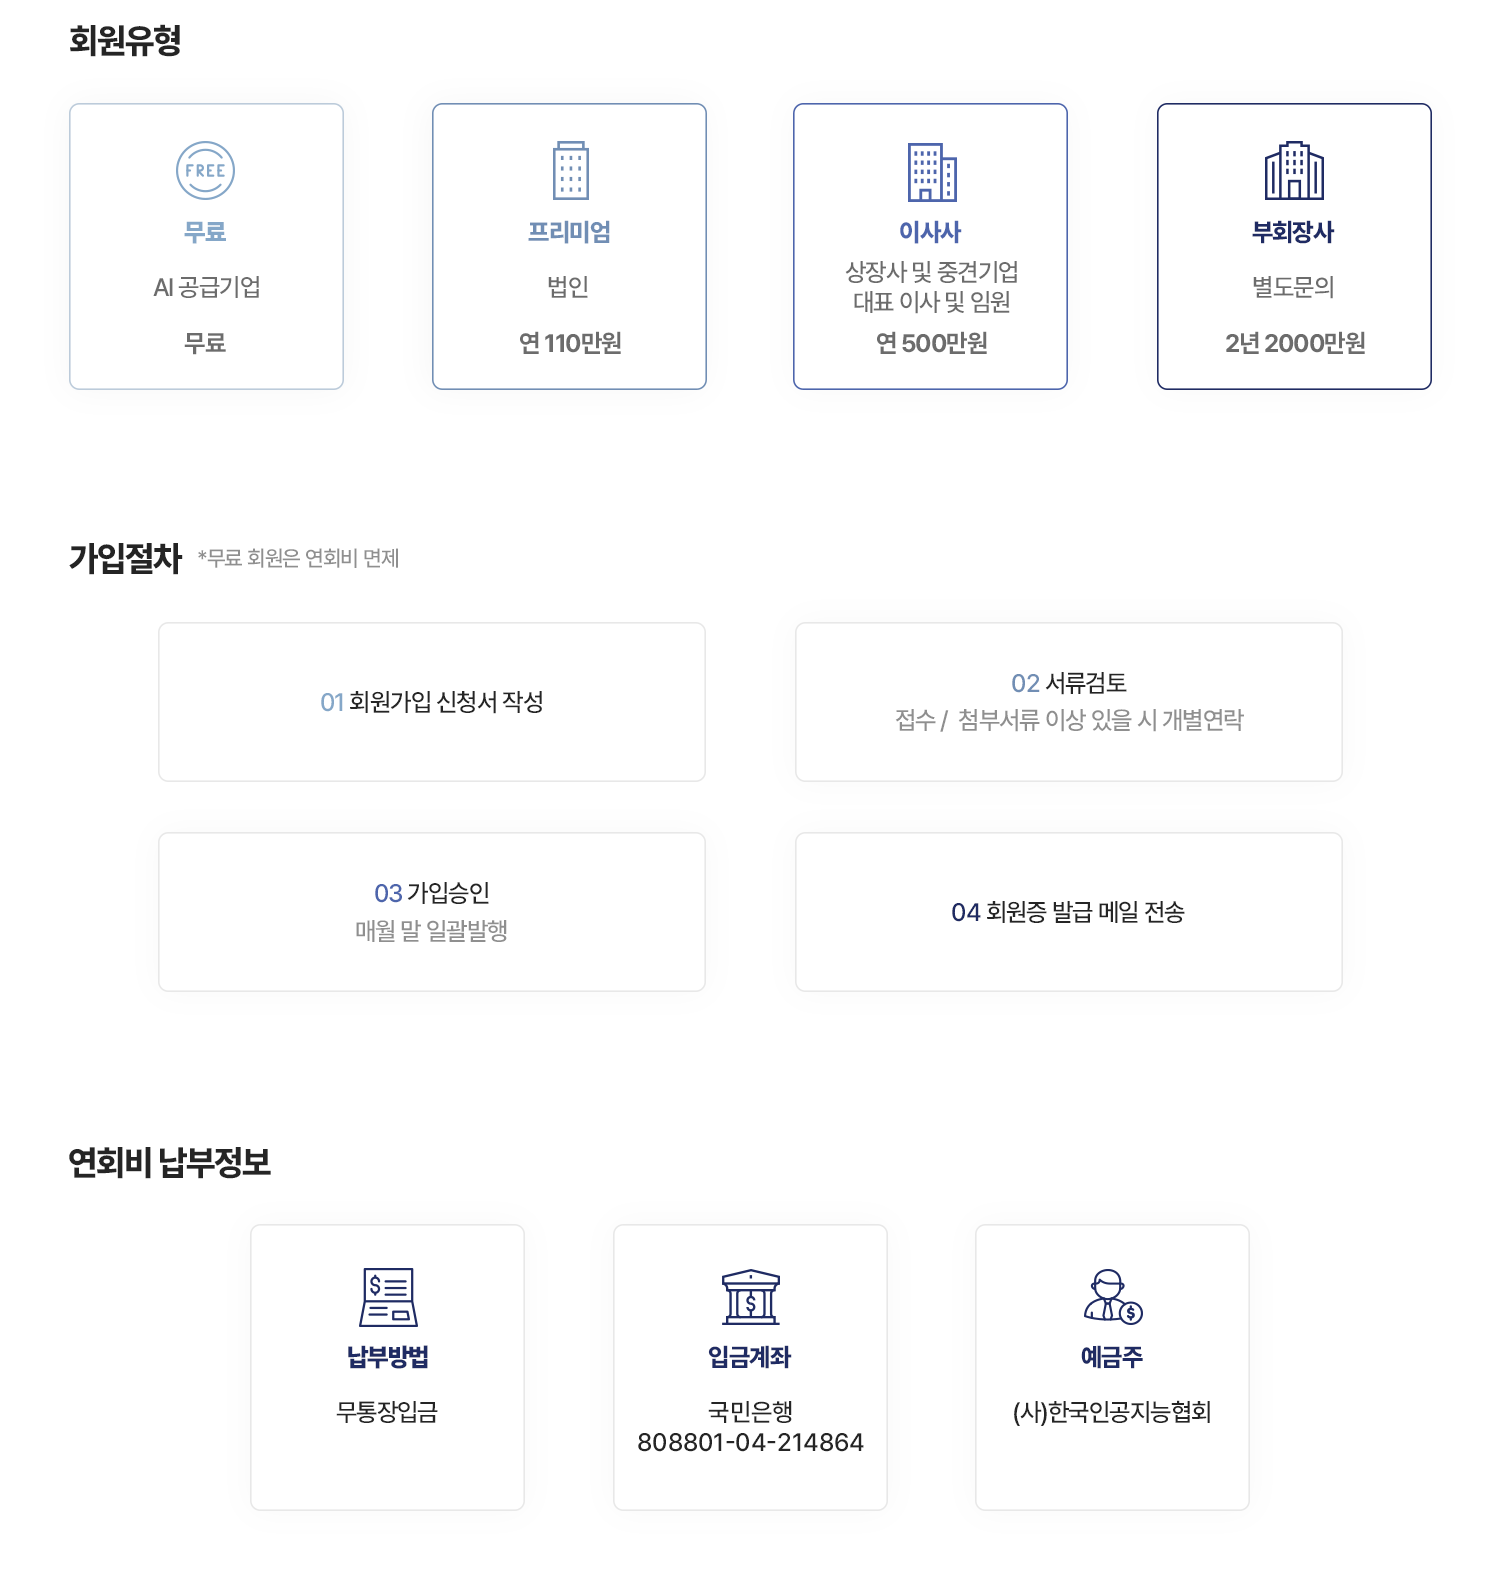 회원유형
FREE
무료
AI 공급기업
무료
프리미엄
법인
연 110만원
이사사
상장사 및 중견기업
대표 이사 및 임원
연 500만원
부회장사
별도문의
2년 2000만원
가입절차 *무료 회원은 연회비 면제
01 회원가입 신청서 작성
02 서류검토
접수 / 첨부서류 이상 있을 시 개별연락
03 가입승인
매월 말 일괄발행
04 회원증 발급 메일 전송
연회비 납부정보
$
납부방법
무통장입금
$
입금계좌
국민은행
808801-04-214864
$
예금주
(사)한국인공지능협회